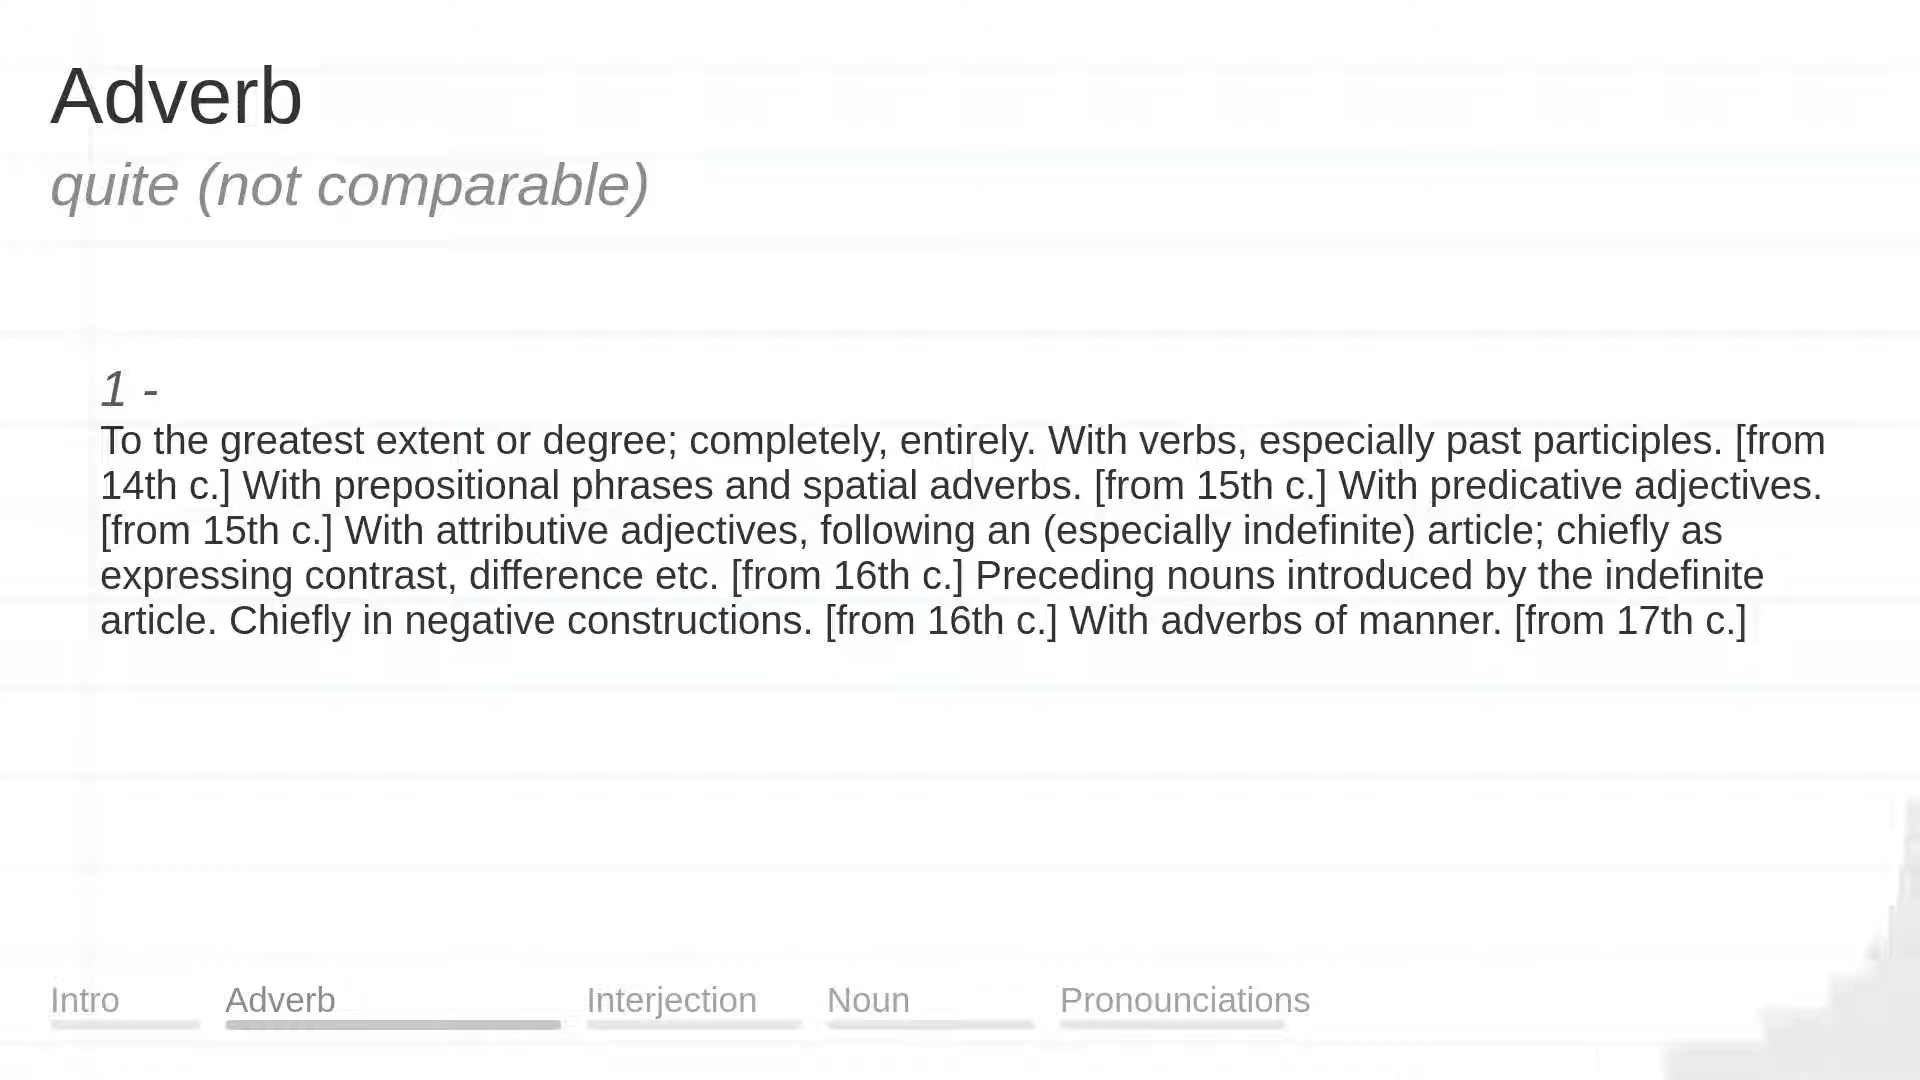 Adverb
quite (not comparable)
1 -
To the greatest extent or degree; completely, entirely. With verbs, especially past participles. [from
14th c.] With prepositional phrases and spatial adverbs. [from 15th c.] With predicative adjectives.
[from 15th c.] With attributive adjectives, following an (especially indefinite) article; chiefly as
expressing contrast, difference etc. [from 16th c.] Preceding nouns introduced by the indefinite
article. Chiefly in negative constructions. [from 16th c.] With adverbs of manner. [from 17th c.]
Intro Adverb Interjection Noun Pronounciations